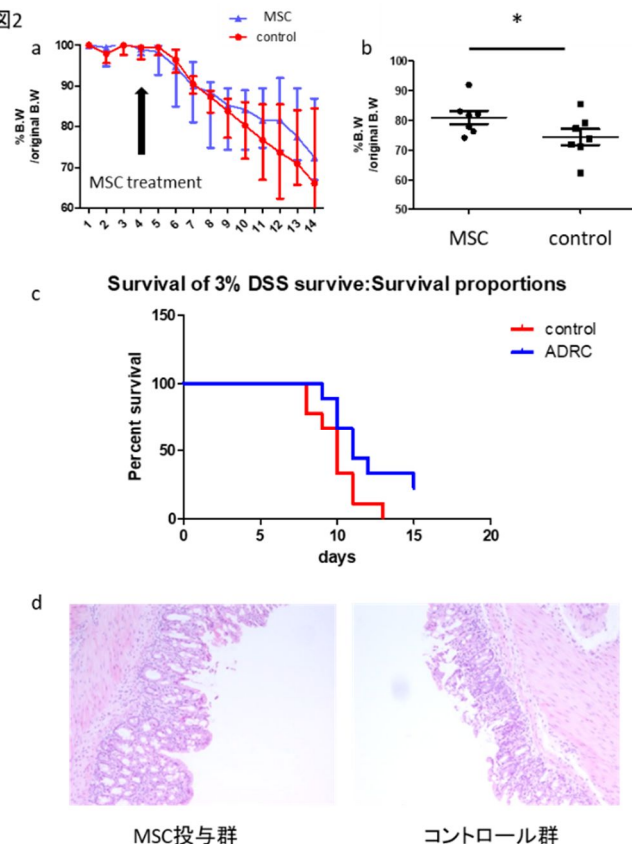 図2
a
MSC
control
%B.W
/original B.W
100
90
80
70
60
MSC treatment
1 2 3 4 5 6 7 8 9 10 11 12 13 14
b
*
%B.W
/original B.W
100
90
80
70
60
50
MSC control
c
Survival of 3% DSS survive:Survival proportions
control
ADRC
Percent survival
150
100
50
0
0 5 10 15 20
days
d
MSC投与群 コントロール群